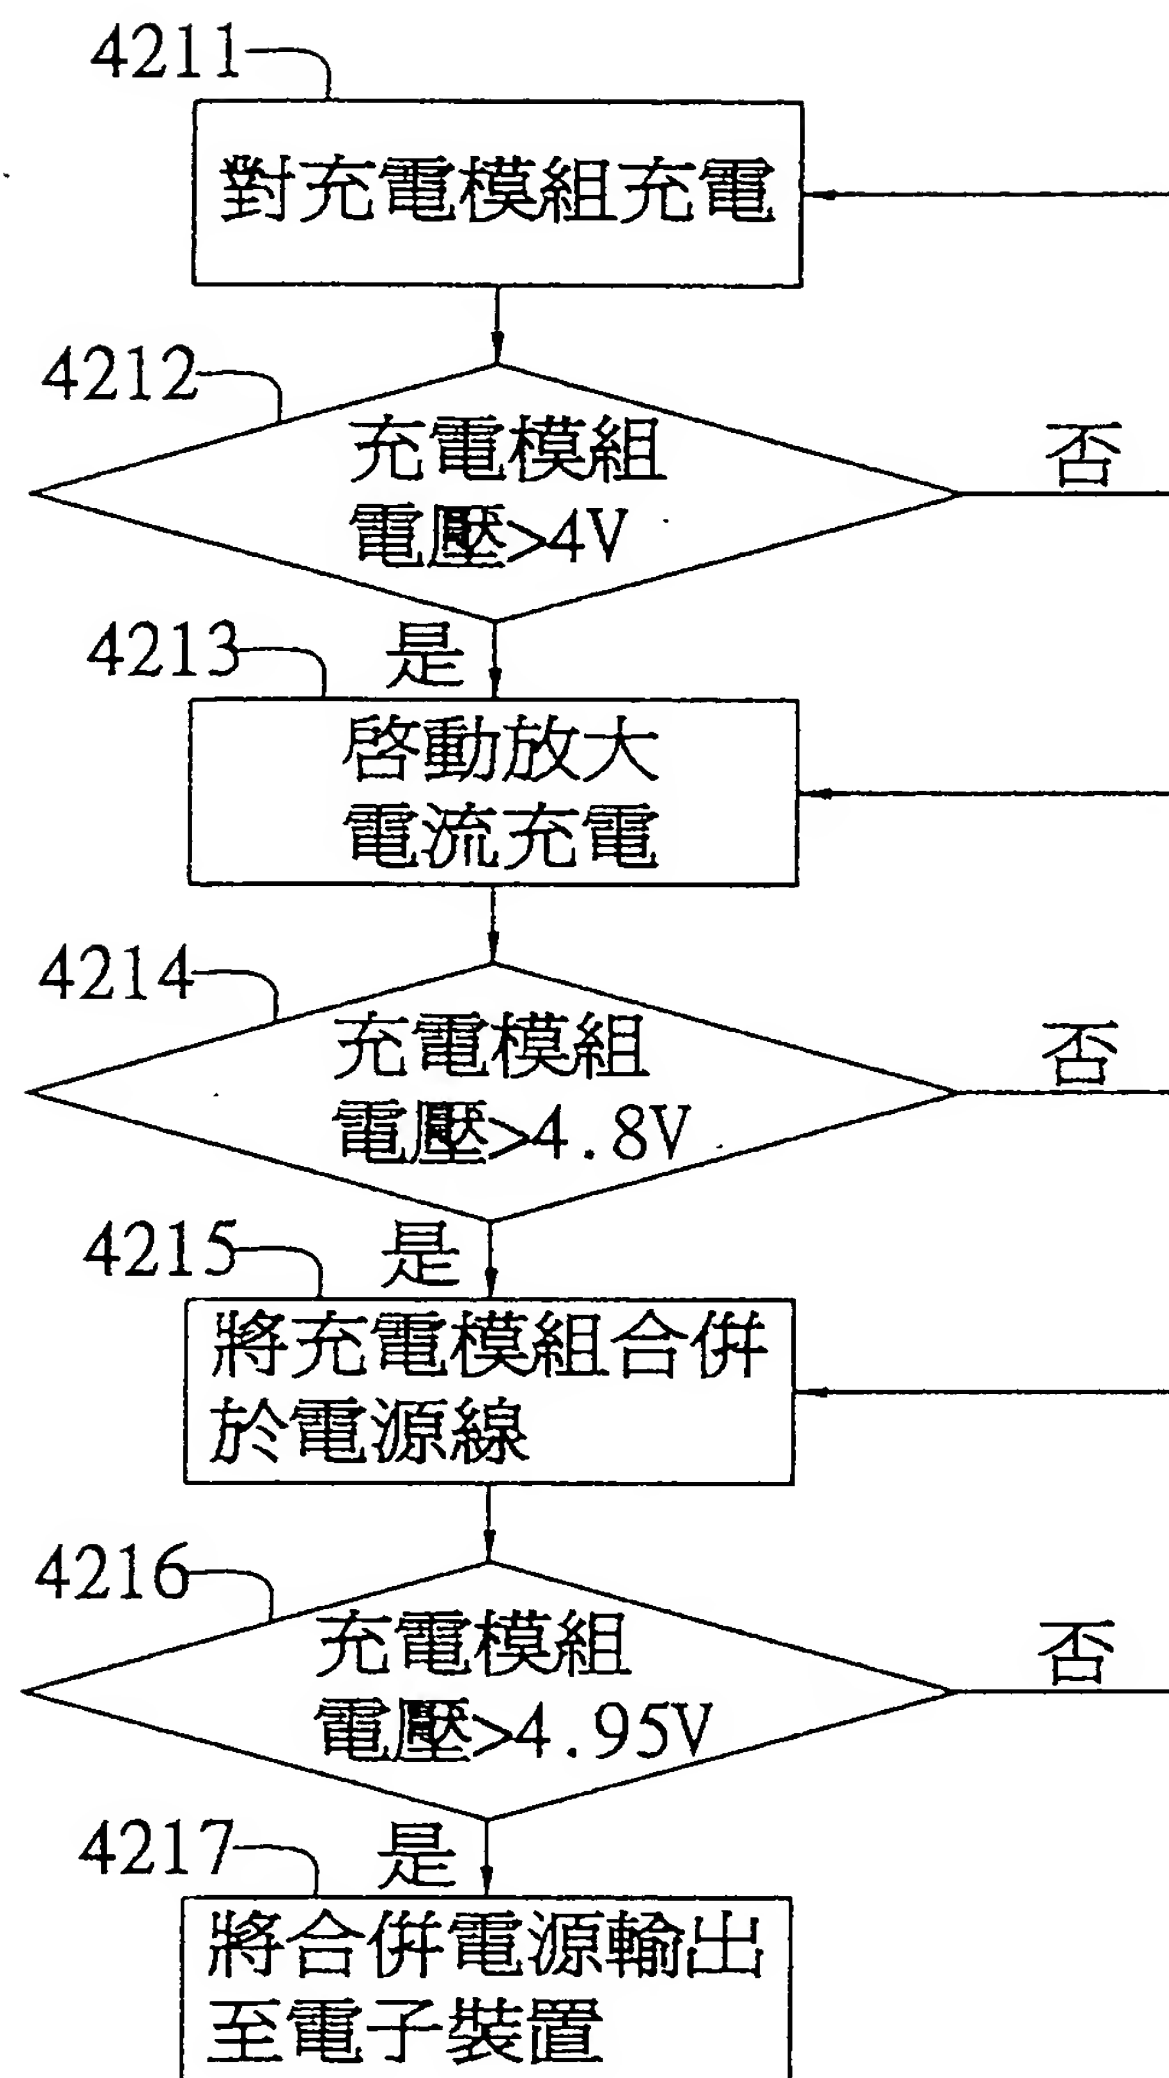 4211
對充電模組充電
4212
充電模組
電壓>4V
否
是
4213
啓動放大
電流充電
4214
充電模組
電壓>4.8V
否
是
4215
將充電模組合併
於電源線
4216
充電模組
電壓>4.95V
否
是
4217
將合併電源輸出
至電子裝置